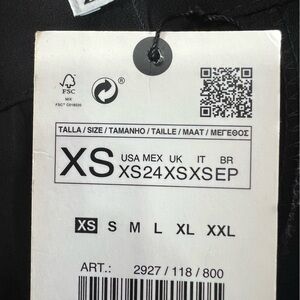 FSC
MIX
FSC® C018020
TALLA / SIZE / TAMANHO / TAILLE / MAAT / ΜΕΓΕΘΟΣ
XS
USA MEX UK IT BR
XS 24 XS XS EP
XS S M L XL XXL
ART.: 2927 / 118 / 800